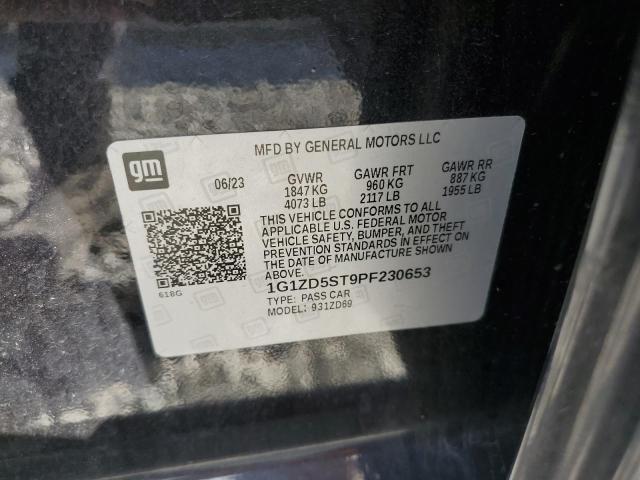 MFD BY GENERAL MOTORS LLC
gm
06/23
GVWR GAWR FRT GAWR RR
1847 KG 960 KG 887 KG
4073 LB 2117 LB 1955 LB
THIS VEHICLE CONFORMS TO ALL
APPLICABLE U.S. FEDERAL MOTOR
VEHICLE SAFETY, BUMPER, AND THEFT
PREVENTION STANDARDS IN EFFECT ON
THE DATE OF MANUFACTURE SHOWN
ABOVE.
618G
1G1ZD5ST9PF230653
TYPE: PASS CAR
MODEL: 931ZD69